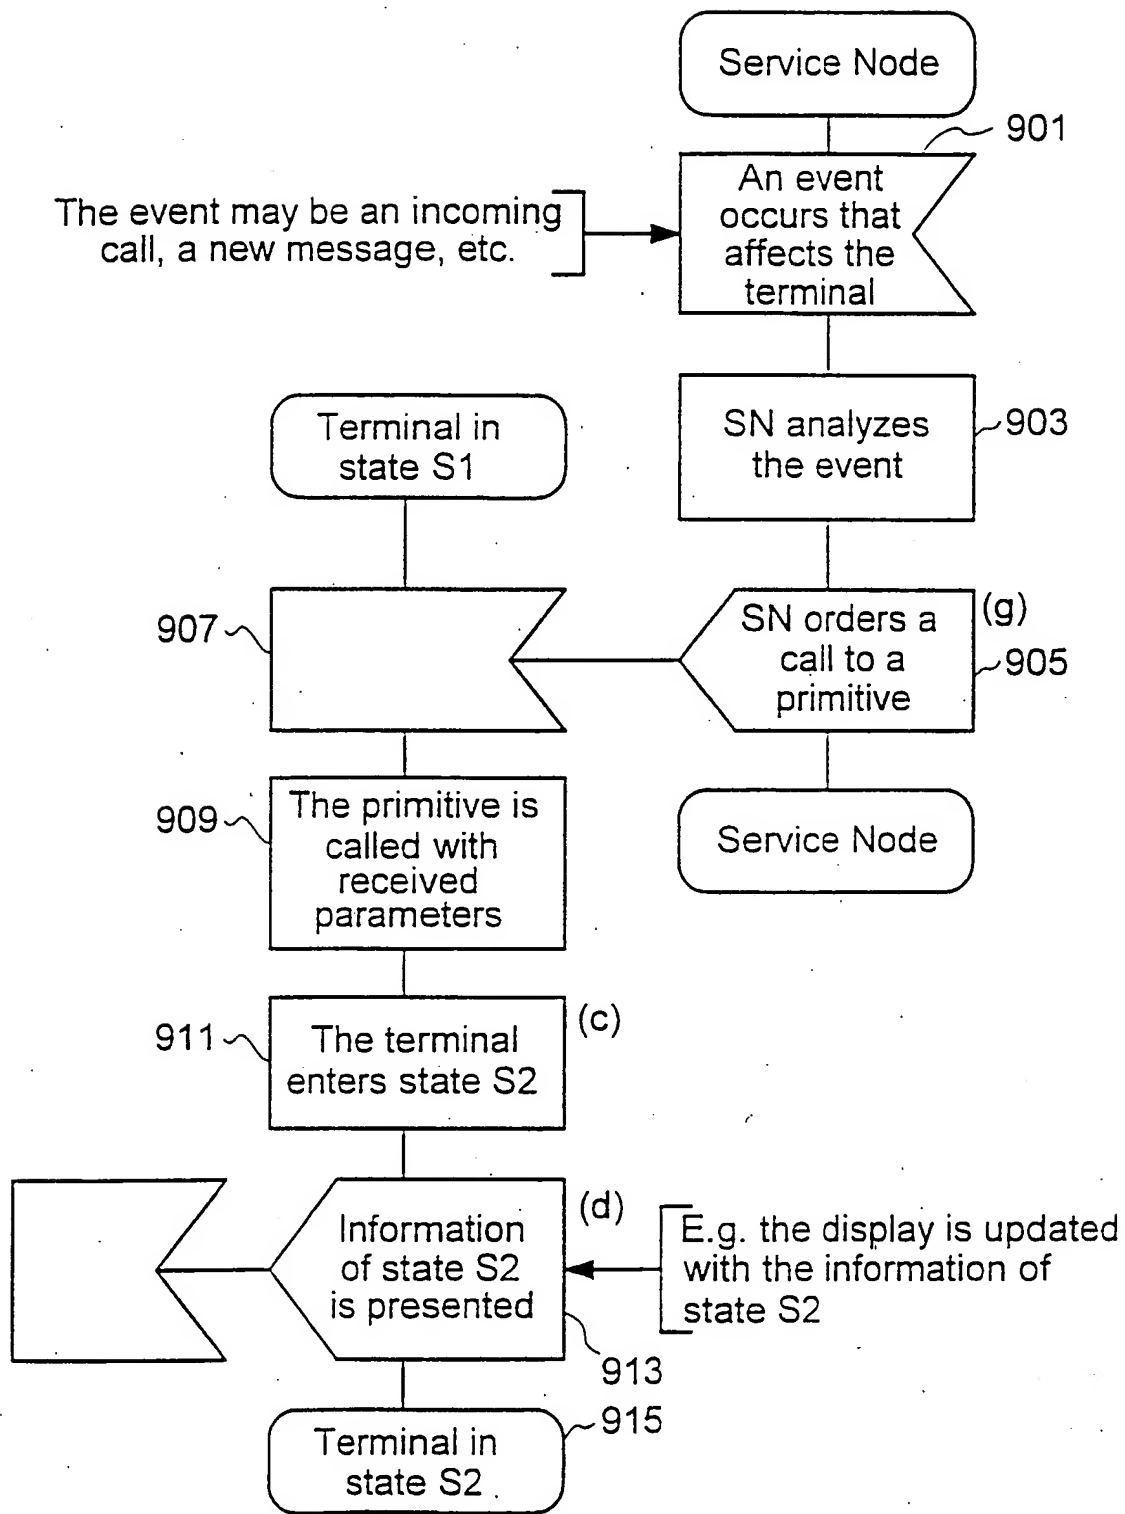 Service Node
901
An event
occurs that
affects the
terminal
The event may be an incoming
call, a new message, etc.
SN analyzes
the event
903
Terminal in
state S1
907
SN orders a
call to a
primitive
(g)
905
909
The primitive is
called with
received
parameters
Service Node
911
The terminal
enters state S2
(c)
Information
of state S2
is presented
(d)
E.g. the display is updated
with the information of
state S2
913
915
Terminal in
state S2